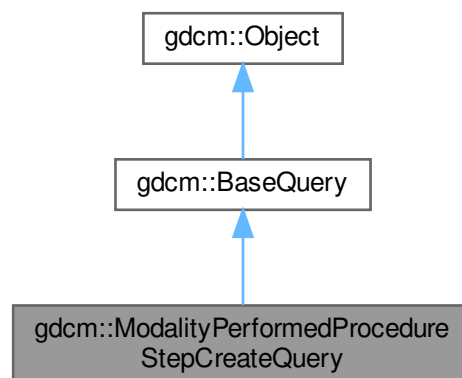 gdcm::Object
gdcm::BaseQuery
gdcm::ModalityPerformedProcedure
StepCreateQuery